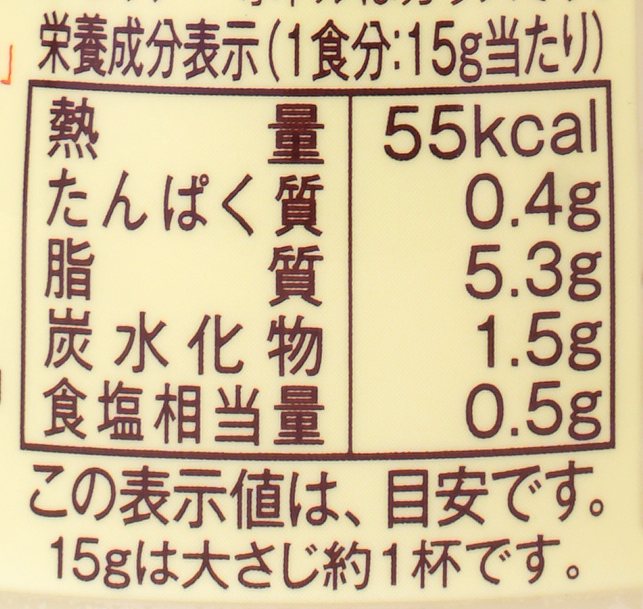 栄養成分表示(1食分:15g当たり)
熱量 55kcal
たんぱく質 0.4g
脂質 5.3g
炭水化物 1.5g
食塩相当量 0.5g
この表示値は、目安です。
15gは大さじ約1杯です。